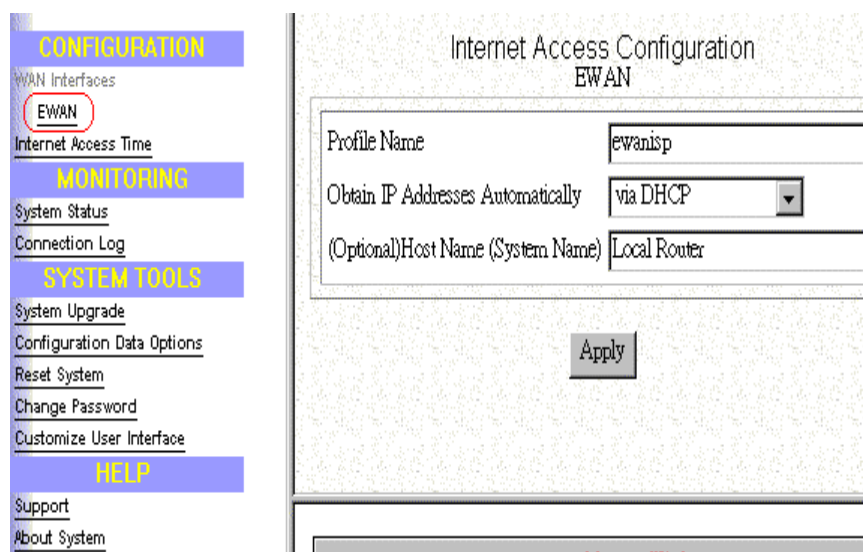 CONFIGURATION
WAN Interfaces
EWAN
Internet Access Time
MONITORING
System Status
Connection Log
SYSTEM TOOLS
System Upgrade
Configuration Data Options
Reset System
Change Password
Customize User Interface
HELP
Support
About System
Internet Access Configuration
EWAN
Profile Name
ewanisp
Obtain IP Addresses Automatically
via DHCP
(Optional)Host Name (System Name)
Local Router
Apply